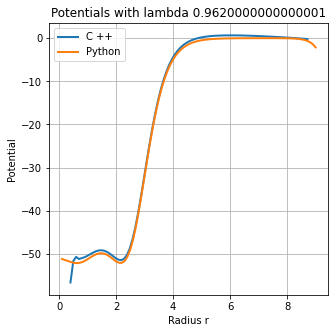 Potentials with lambda 0.9620000000000001
C ++
Python
0
−10
−20
−30
−40
−50
Potential
0 2 4 6 8
Radius r